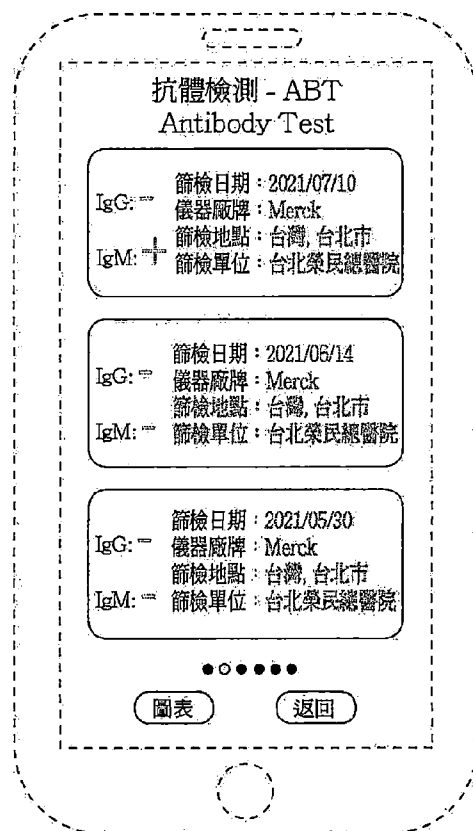 抗體檢測 - ABT
Antibody Test
IgG: -
篩檢日期：2021/07/10
儀器廠牌：Merck
IgM: +
篩檢地點：台灣, 台北市
篩檢單位：台北榮民總醫院
IgG: -
篩檢日期：2021/06/14
儀器廠牌：Merck
篩檢地點：台灣, 台北市
IgM: -
篩檢單位：台北榮民總醫院
IgG: -
篩檢日期：2021/05/30
儀器廠牌：Merck
篩檢地點：台灣, 台北市
IgM: -
篩檢單位：台北榮民總醫院
圖表
返回